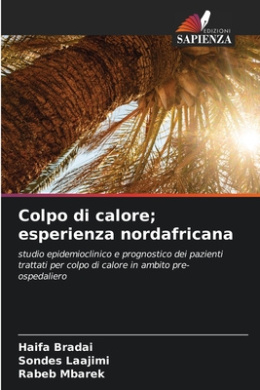 EDIZIONI
SAPIENZA
Colpo di calore;
esperienza nordafricana
studio epidemioclinico e prognostico dei pazienti
trattati per colpo di calore in ambito pre-
ospedaliero
Haifa Bradai
Sondes Laajimi
Rabeb Mbarek